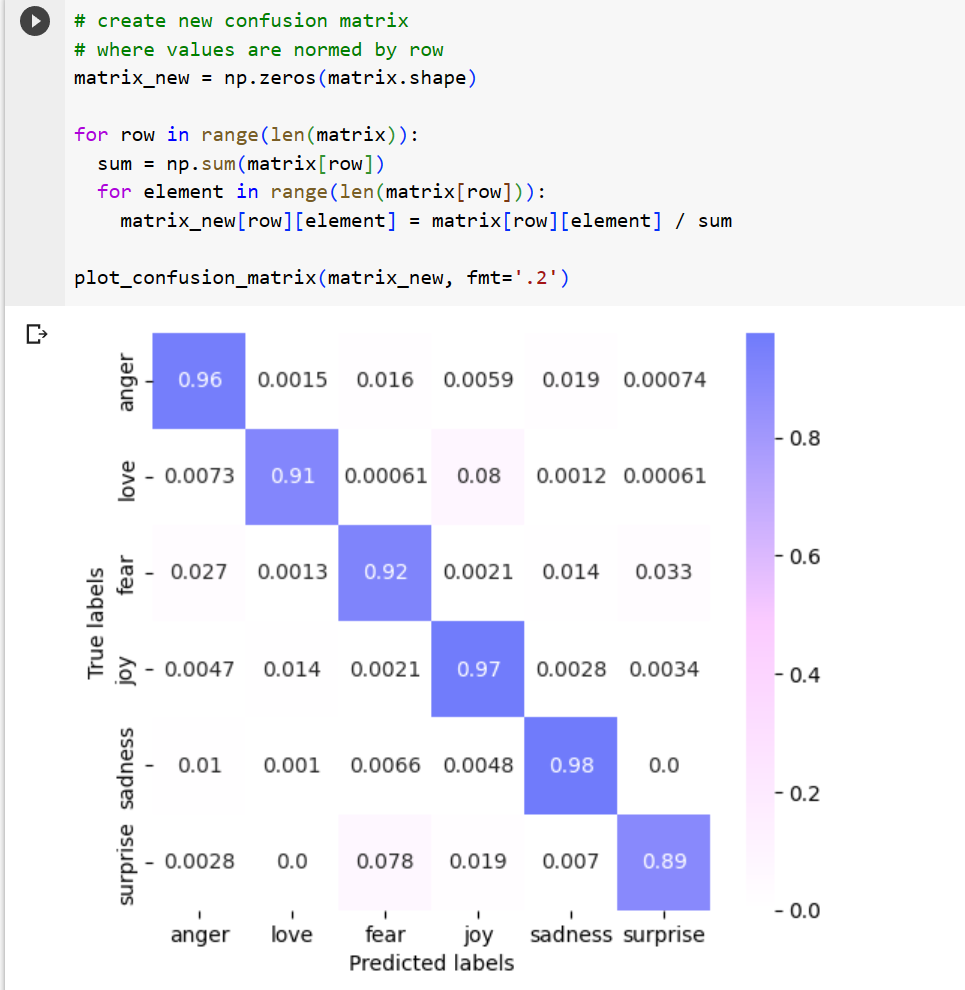 # create new confusion matrix
# where values are normed by row
matrix_new = np.zeros(matrix.shape)
for row in range(len(matrix)):
  sum = np.sum(matrix[row])
  for element in range(len(matrix[row])):
    matrix_new[row][element] = matrix[row][element] / sum
plot_confusion_matrix(matrix_new, fmt='.2')
True labels
anger 0.96 0.0015 0.016 0.0059 0.019 0.00074
love 0.0073 0.91 0.00061 0.08 0.0012 0.00061
fear 0.027 0.0013 0.92 0.0021 0.014 0.033
joy 0.0047 0.014 0.0021 0.97 0.0028 0.0034
sadness 0.01 0.001 0.0066 0.0048 0.98 0.0
surprise 0.0028 0.0 0.078 0.019 0.007 0.89
anger love fear joy sadness surprise
Predicted labels
0.8
0.6
0.4
0.2
0.0